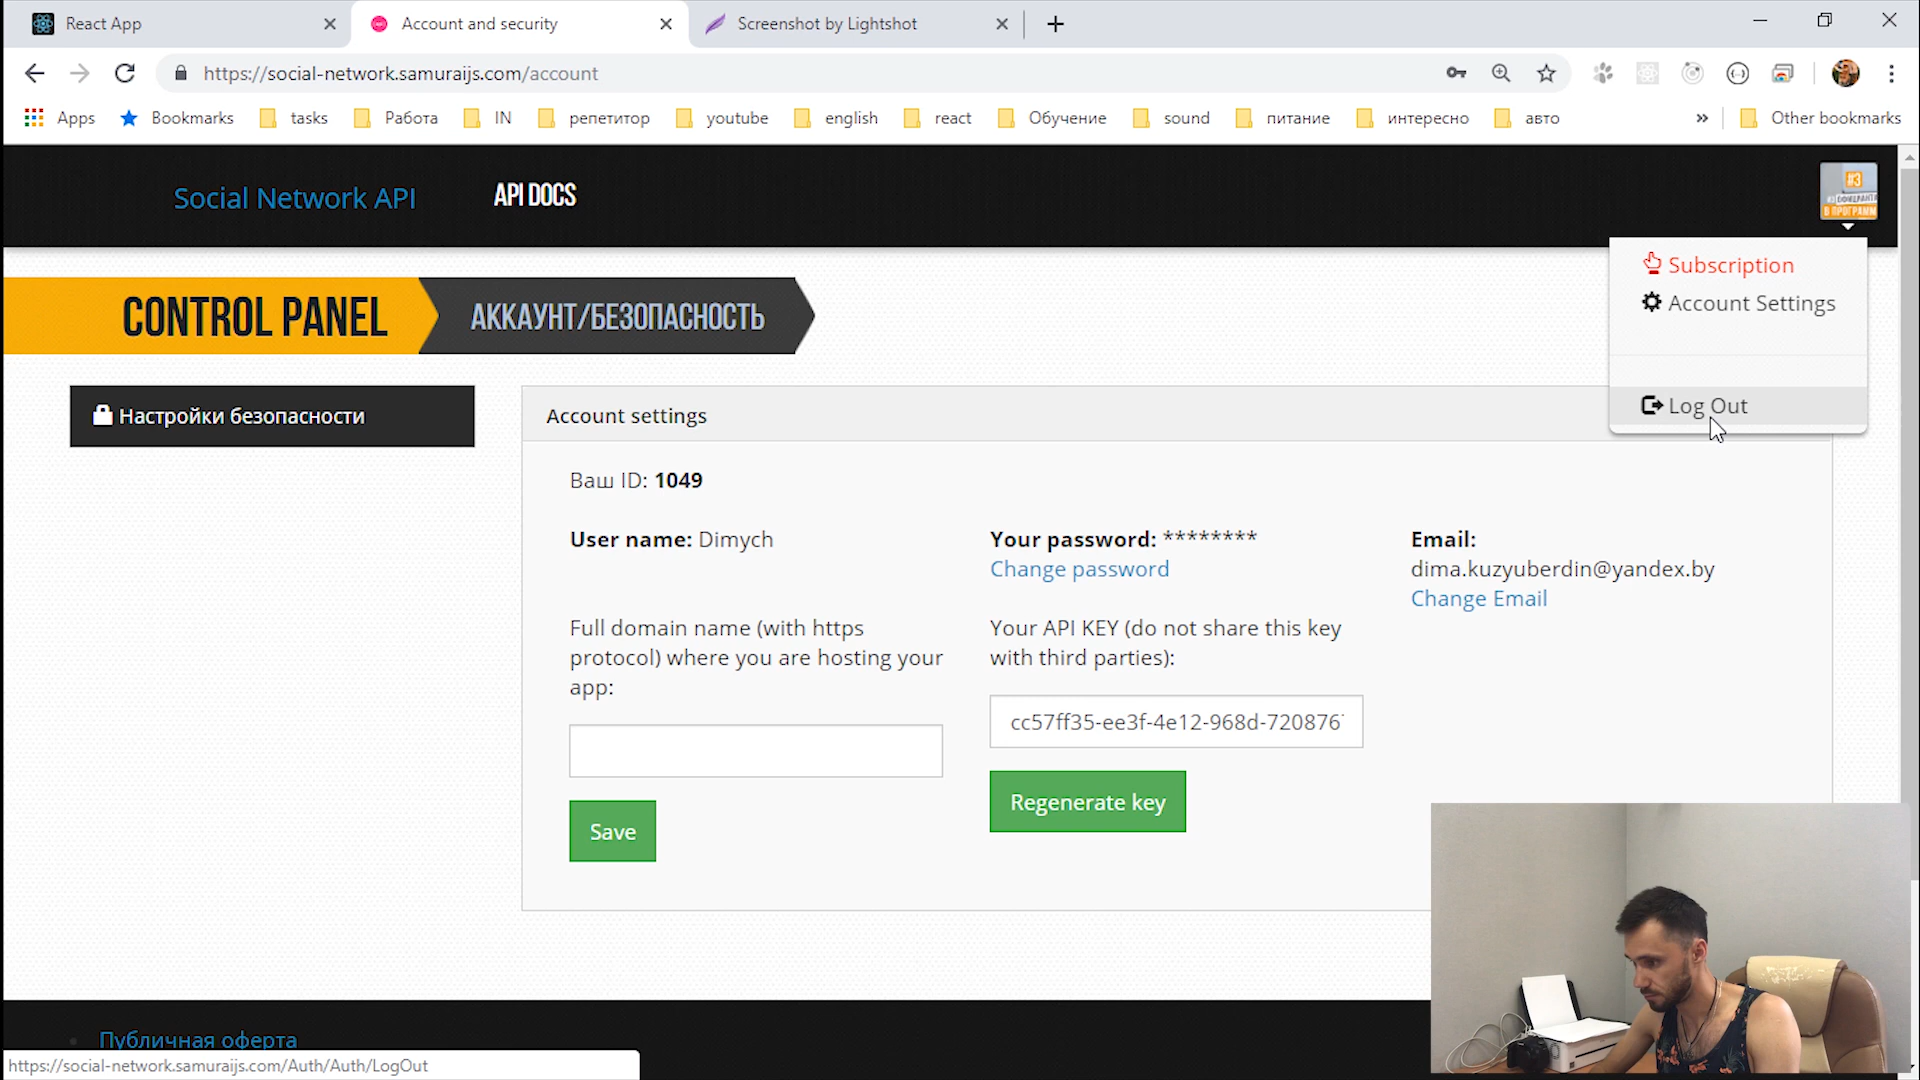 React App
Account and security
Screenshot by Lightshot
https://social-network.samuraijs.com/account
Apps
Bookmarks
tasks
Работа
IN
репетитор
youtube
english
react
Обучение
sound
питание
интересно
авто
»
Other bookmarks
Social Network API
API DOCS
#3
В ПРОГРАММ
Subscription
Account Settings
Log Out
CONTROL PANEL
АККАУНТ/БЕЗОПАСНОСТЬ
Настройки безопасности
Account settings
Ваш ID: 1049
User name: Dimych
Your password: ********
Change password
Email:
dima.kuzyuberdin@yandex.by
Change Email
Full domain name (with https
protocol) where you are hosting your
app:
Save
Your API KEY (do not share this key
with third parties):
cc57ff35-ee3f-4e12-968d-720876
Regenerate key
Публичная оферта
https://social-network.samuraijs.com/Auth/Auth/LogOut